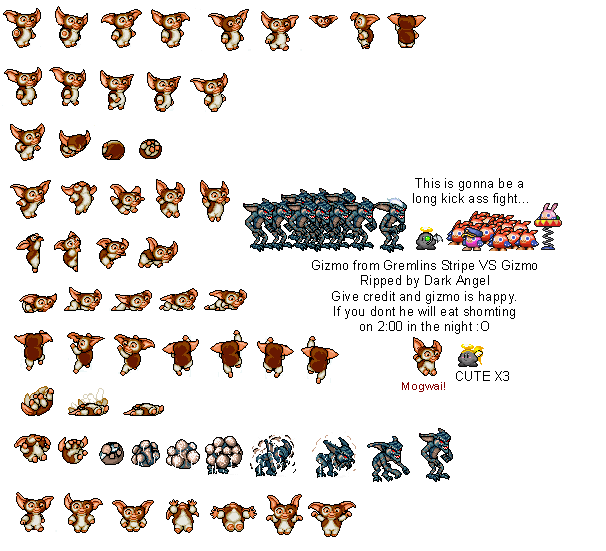 This is gonna be a
long kick ass fight...
Gizmo from Gremlins Stripe VS Gizmo
Ripped by Dark Angel
Give credit and gizmo is happy.
If you dont he will eat shomting
on 2:00 in the night :O
Mogwai!
CUTE X3